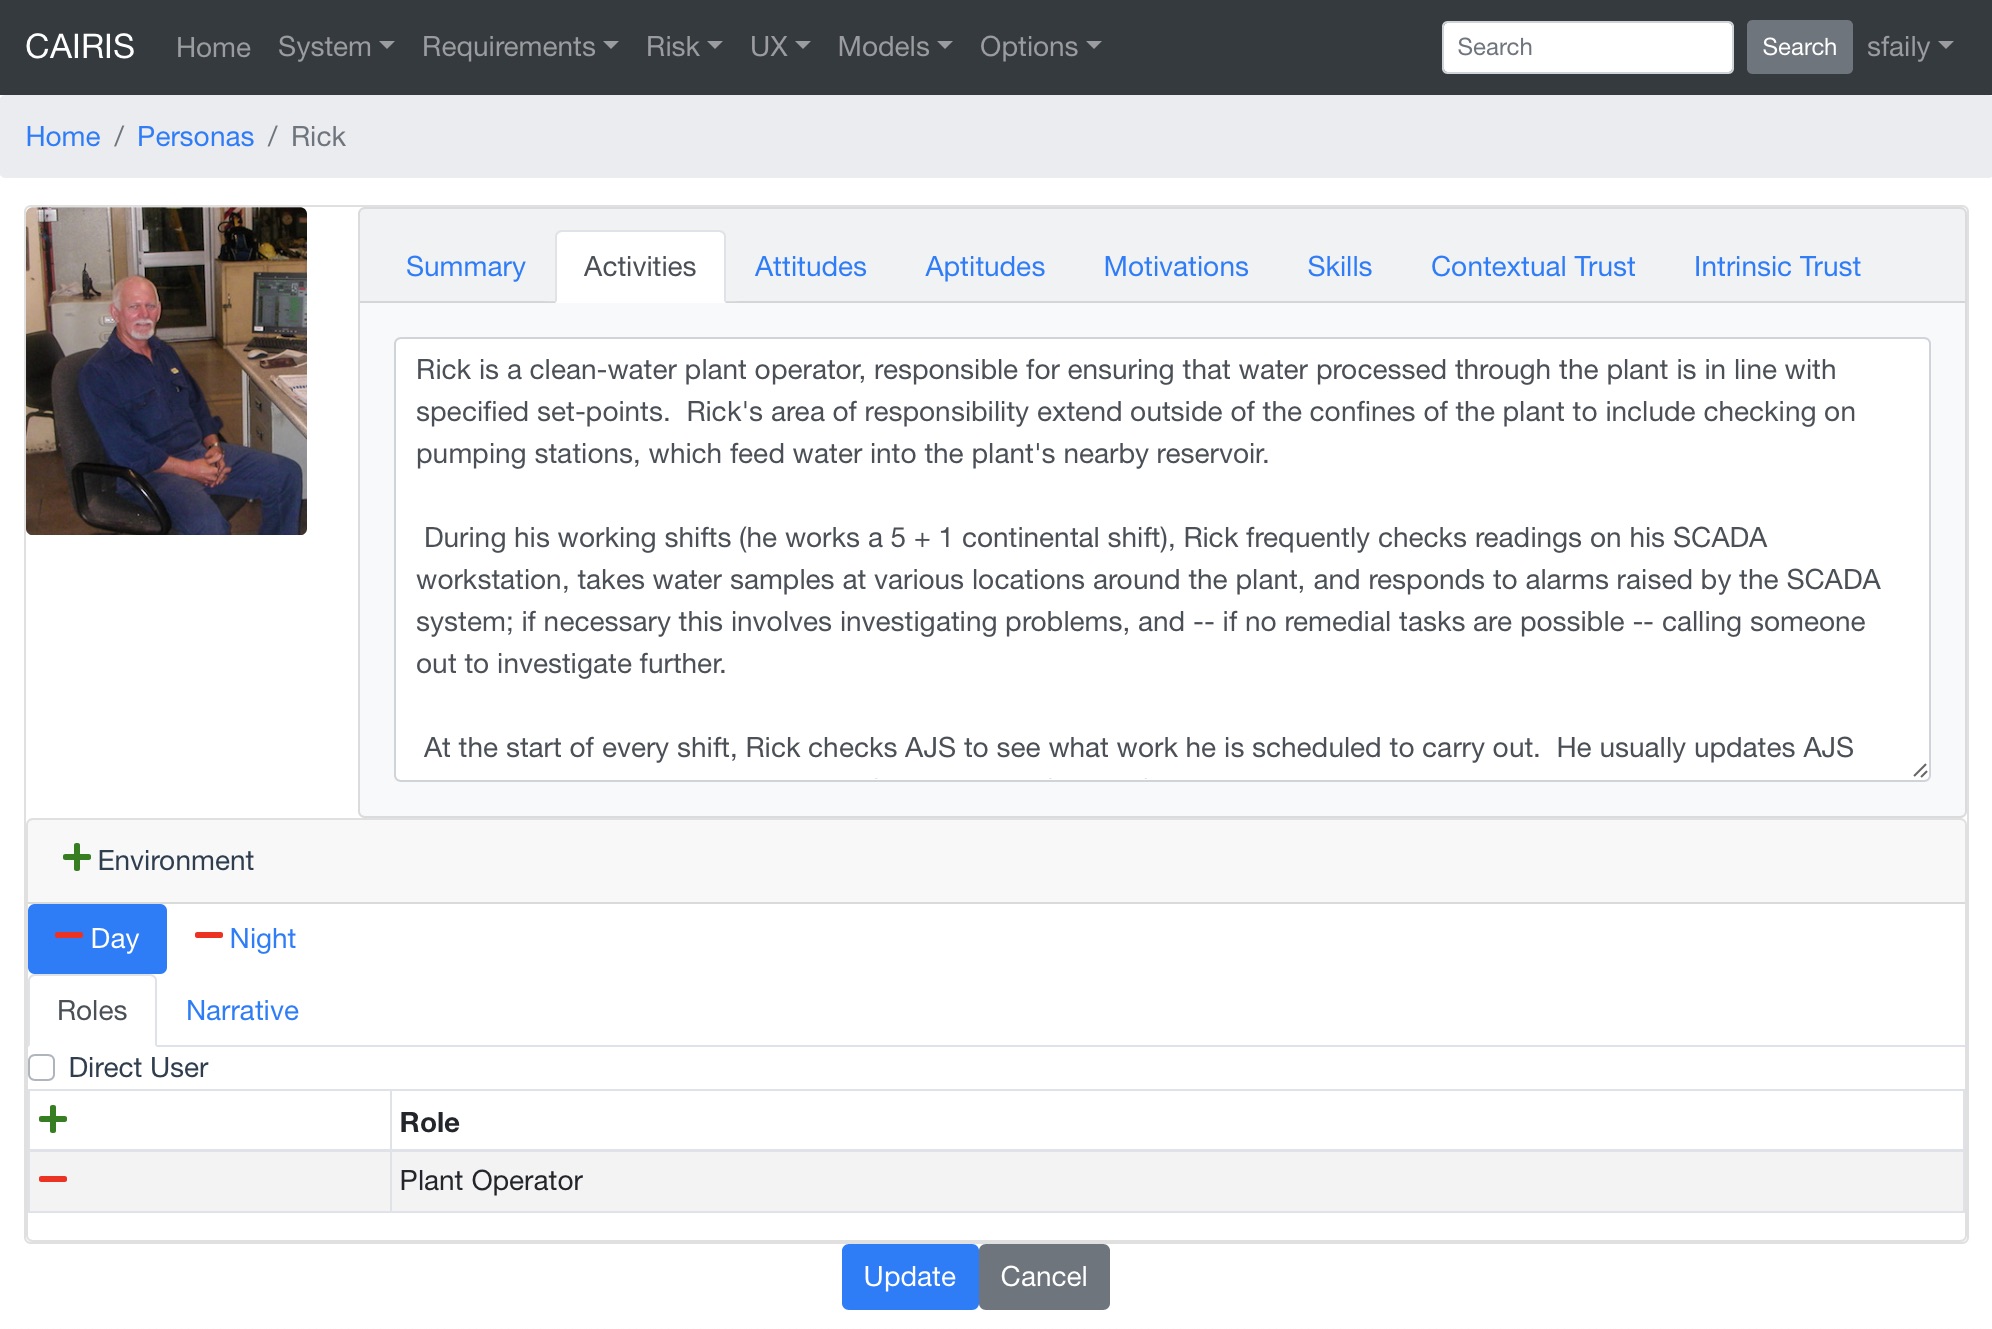 CAIRIS Home System Requirements Risk UX Models Options Search Search sfaily
Home / Personas / Rick
Summary Activities Attitudes Aptitudes Motivations Skills Contextual Trust Intrinsic Trust
Rick is a clean-water plant operator, responsible for ensuring that water processed through the plant is in line with
specified set-points.  Rick's area of responsibility extend outside of the confines of the plant to include checking on
pumping stations, which feed water into the plant's nearby reservoir.
During his working shifts (he works a 5 + 1 continental shift), Rick frequently checks readings on his SCADA
workstation, takes water samples at various locations around the plant, and responds to alarms raised by the SCADA
system; if necessary this involves investigating problems, and -- if no remedial tasks are possible -- calling someone
out to investigate further.
At the start of every shift, Rick checks AJS to see what work he is scheduled to carry out.  He usually updates AJS
Environment
Day Night
Roles Narrative
Direct User
Role
Plant Operator
Update Cancel